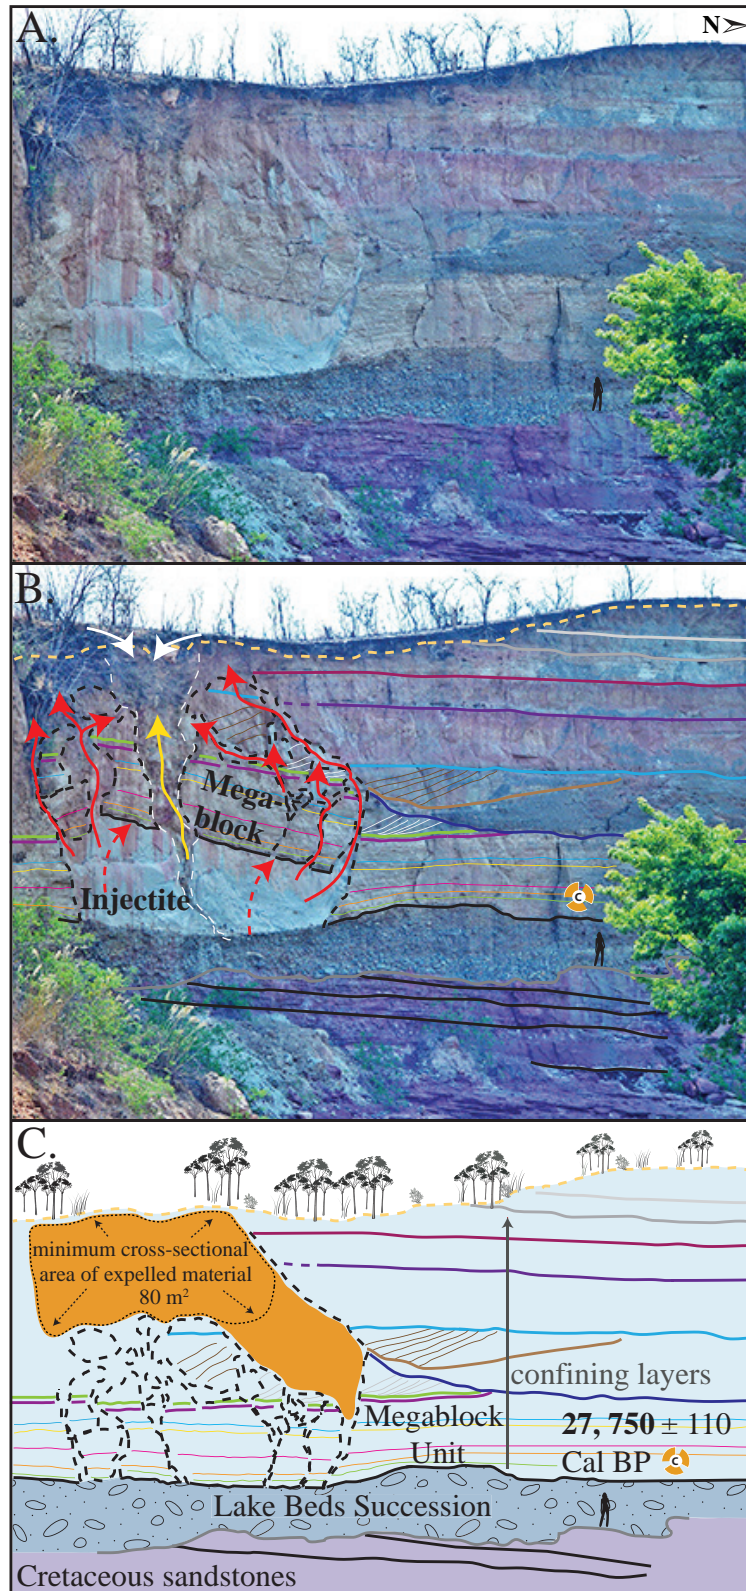 A.
N
B.
Mega-
block
Injectite
C
C.
minimum cross-sectional
area of expelled material
80 m²
confining layers
Megablock
Unit
27, 750 ± 110
Cal BP
C
Lake Beds Succession
Cretaceous sandstones